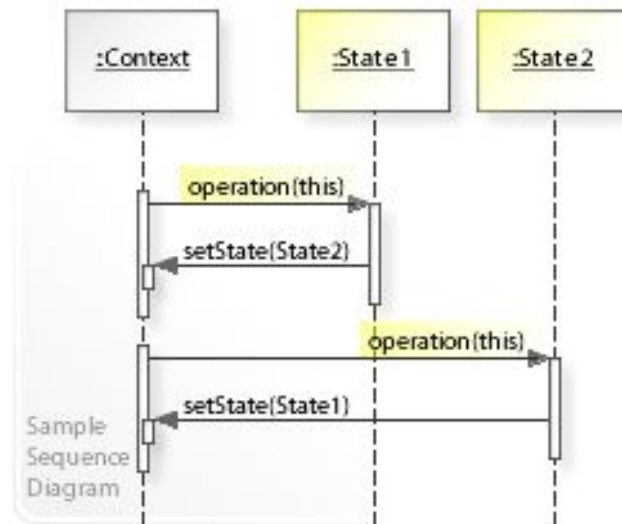 :Context
:State1
:State2
operation(this)
setState(State2)
operation(this)
setState(State1)
Sample
Sequence
Diagram